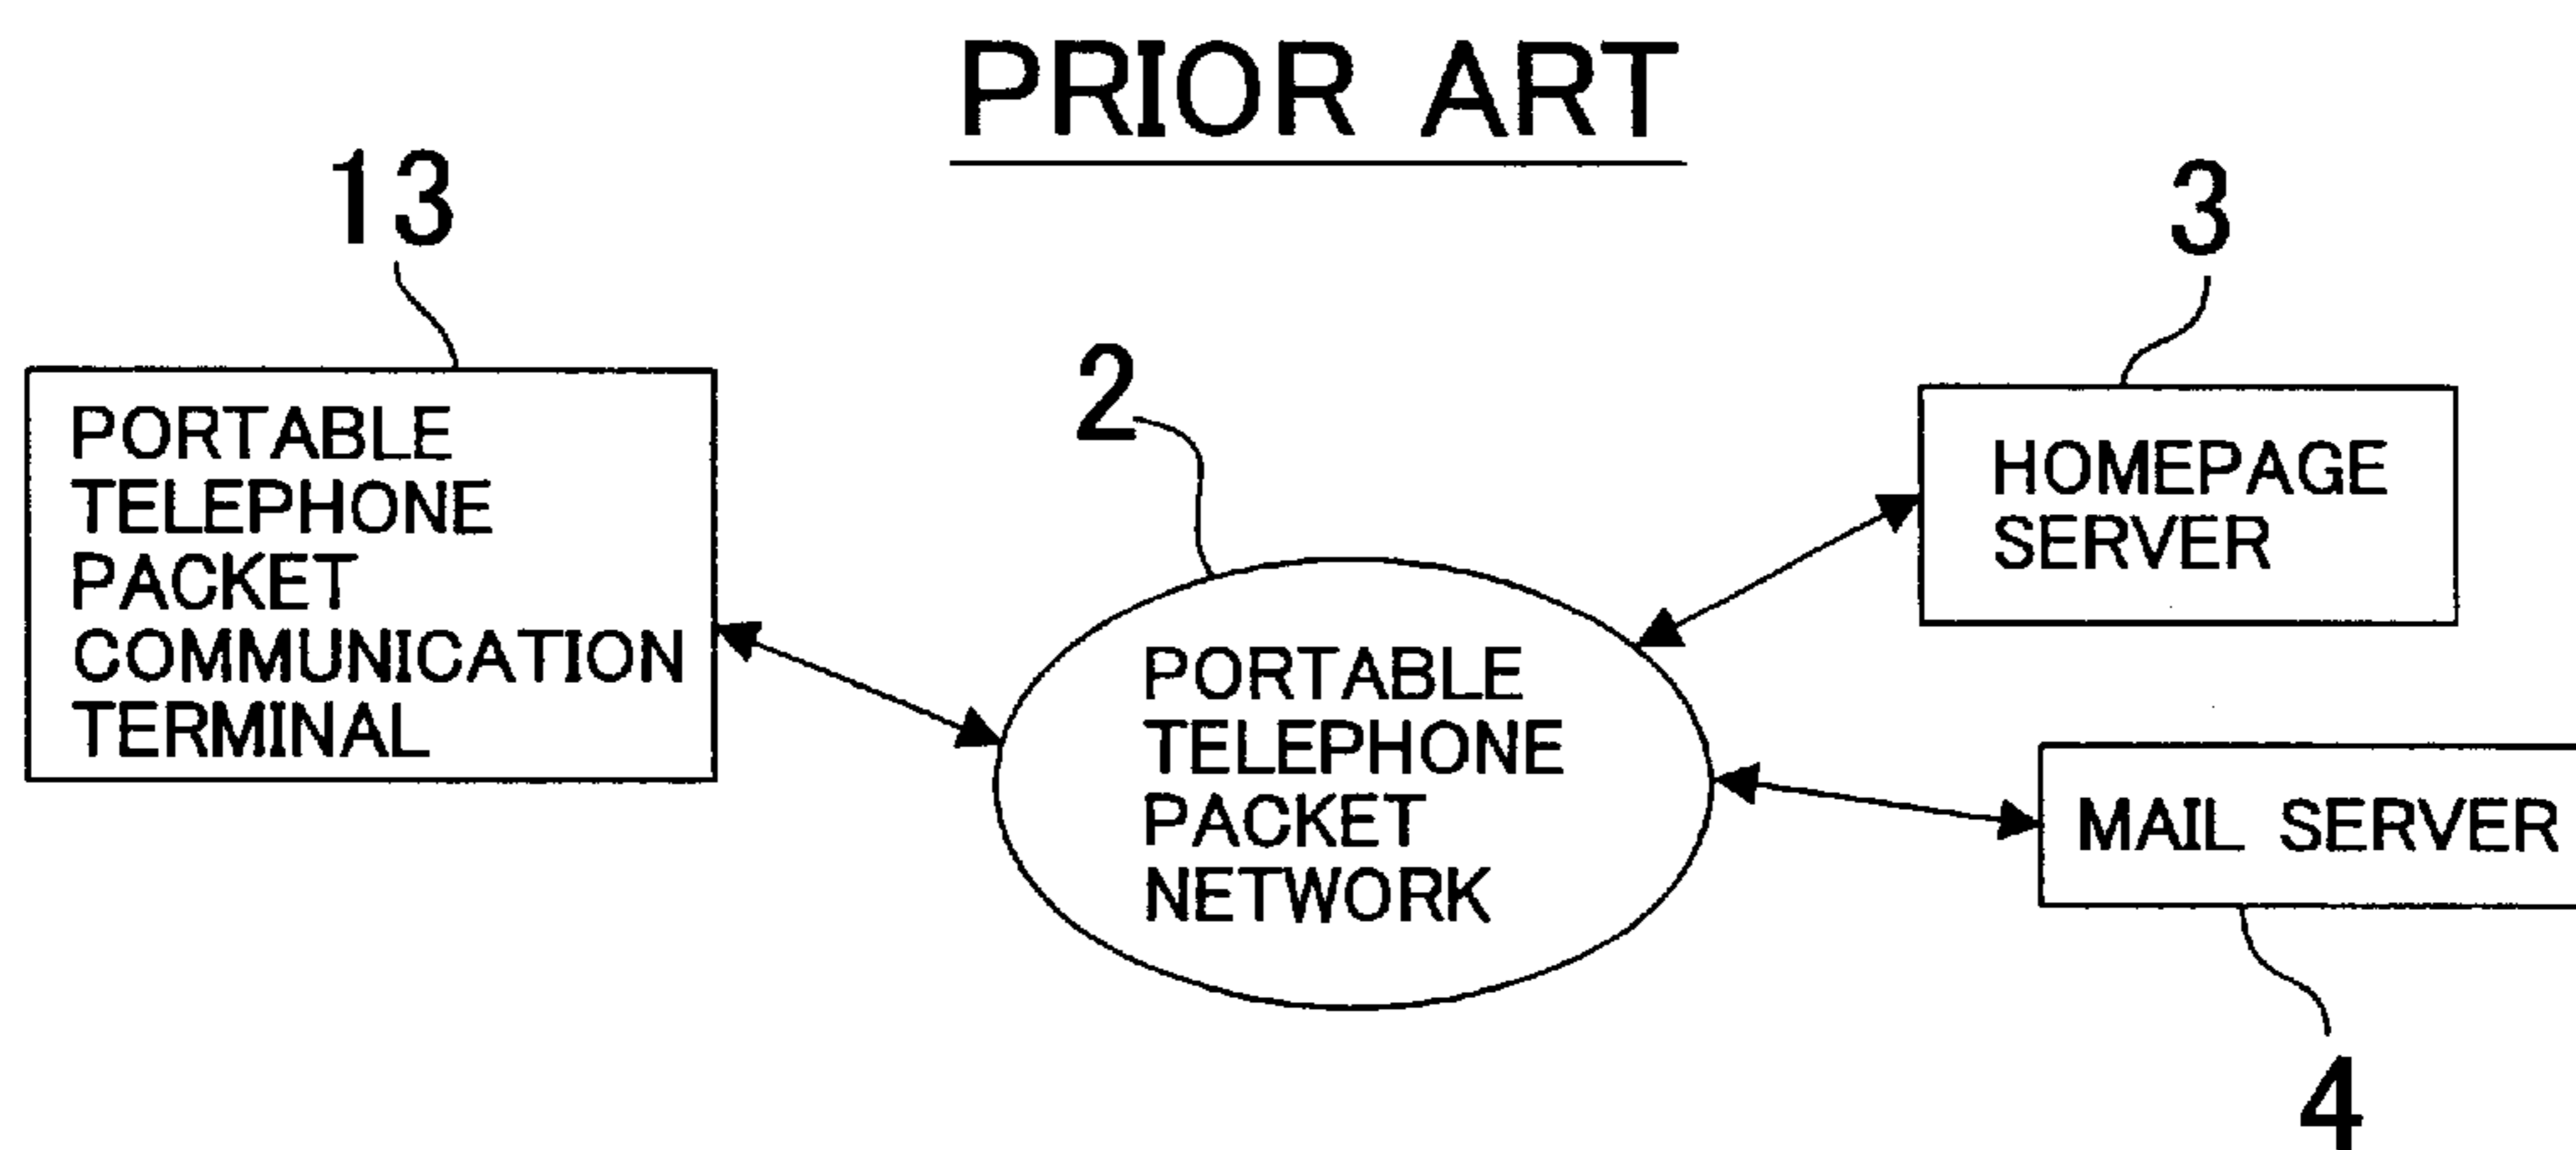 PRIOR ART
13
PORTABLE
TELEPHONE
PACKET
COMMUNICATION
TERMINAL
2
PORTABLE
TELEPHONE
PACKET
NETWORK
3
HOMEPAGE
SERVER
MAIL SERVER
4